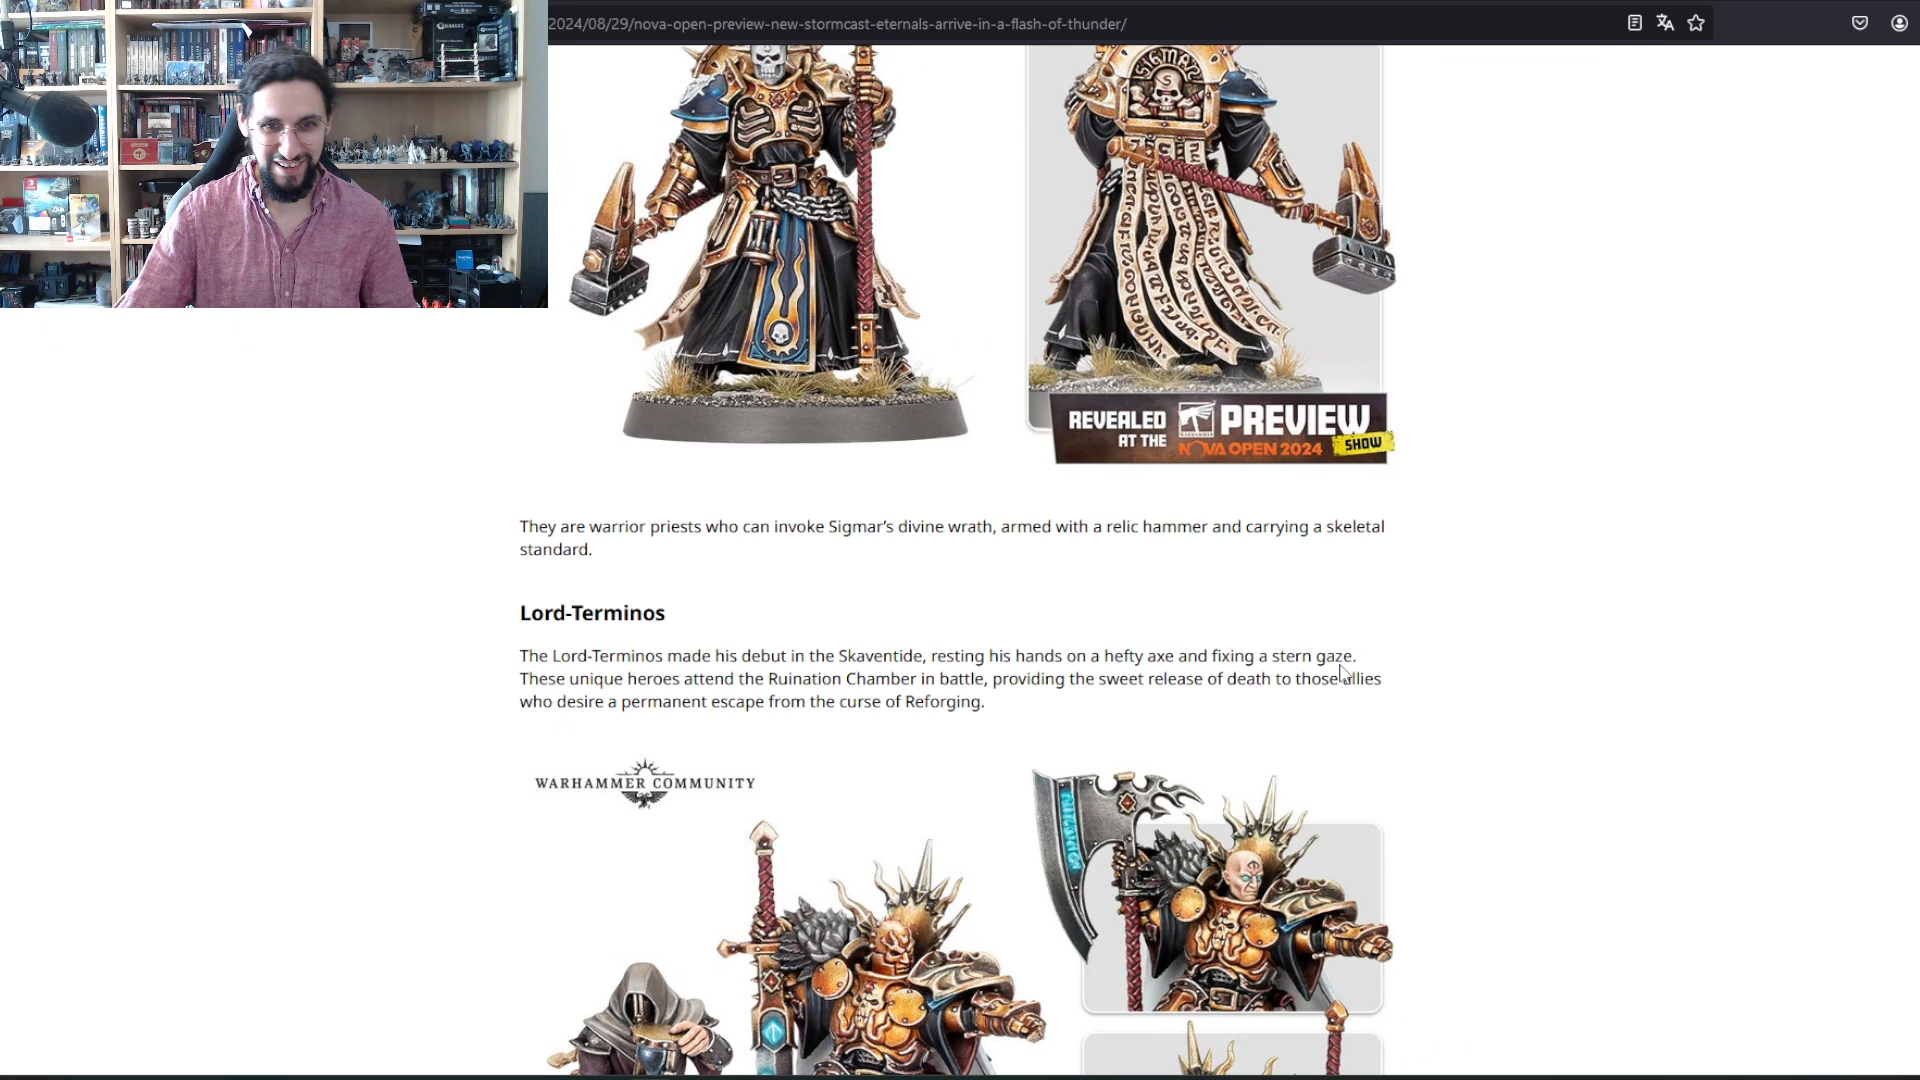 2024/08/29/nova-open-preview-new-stormcast-eternals-arrive-in-a-flash-of-thunder/
SIGMAR
REVEALED
AT THE
PREVIEW
NOVA OPEN 2024
SHOW
They are warrior priests who can invoke Sigmar’s divine wrath, armed with a relic hammer and carrying a skeletal
standard.
Lord-Terminos
The Lord-Terminos made his debut in the Skaventide, resting his hands on a hefty axe and fixing a stern gaze.
These unique heroes attend the Ruination Chamber in battle, providing the sweet release of death to those allies
who desire a permanent escape from the curse of Reforging.
WARHAMMER COMMUNITY